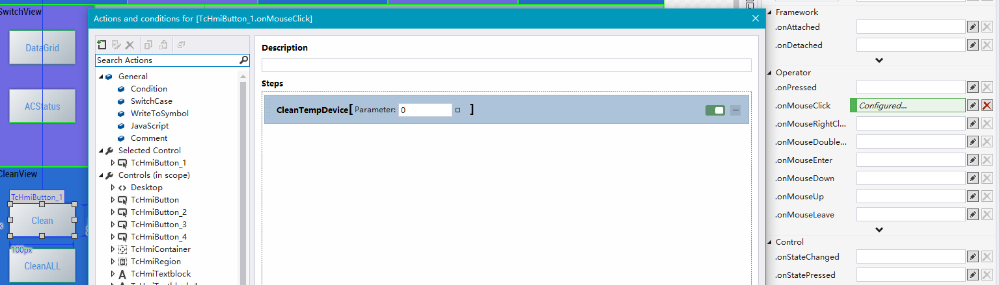 SwitchView
DataGrid
ACStatus
CleanView
TcHmiButton_1
Clean
100px
CleanALL
Actions and conditions for [TcHmiButton_1.onMouseClick]
Search Actions
General
Condition
SwitchCase
WriteToSymbol
JavaScript
Comment
Selected Control
TcHmiButton_1
Controls (in scope)
Desktop
TcHmiButton
TcHmiButton_2
TcHmiButton_3
TcHmiButton_4
TcHmiContainer
TcHmiRegion
TcHmiTextblock
Description
Steps
CleanTempDevice[ Parameter: 0 ]
Framework
.onAttached
.onDetached
Operator
.onPressed
.onMouseClick Configured...
.onMouseRightCl...
.onMouseDouble...
.onMouseEnter
.onMouseDown
.onMouseUp
.onMouseLeave
Control
.onStateChanged
.onStatePressed